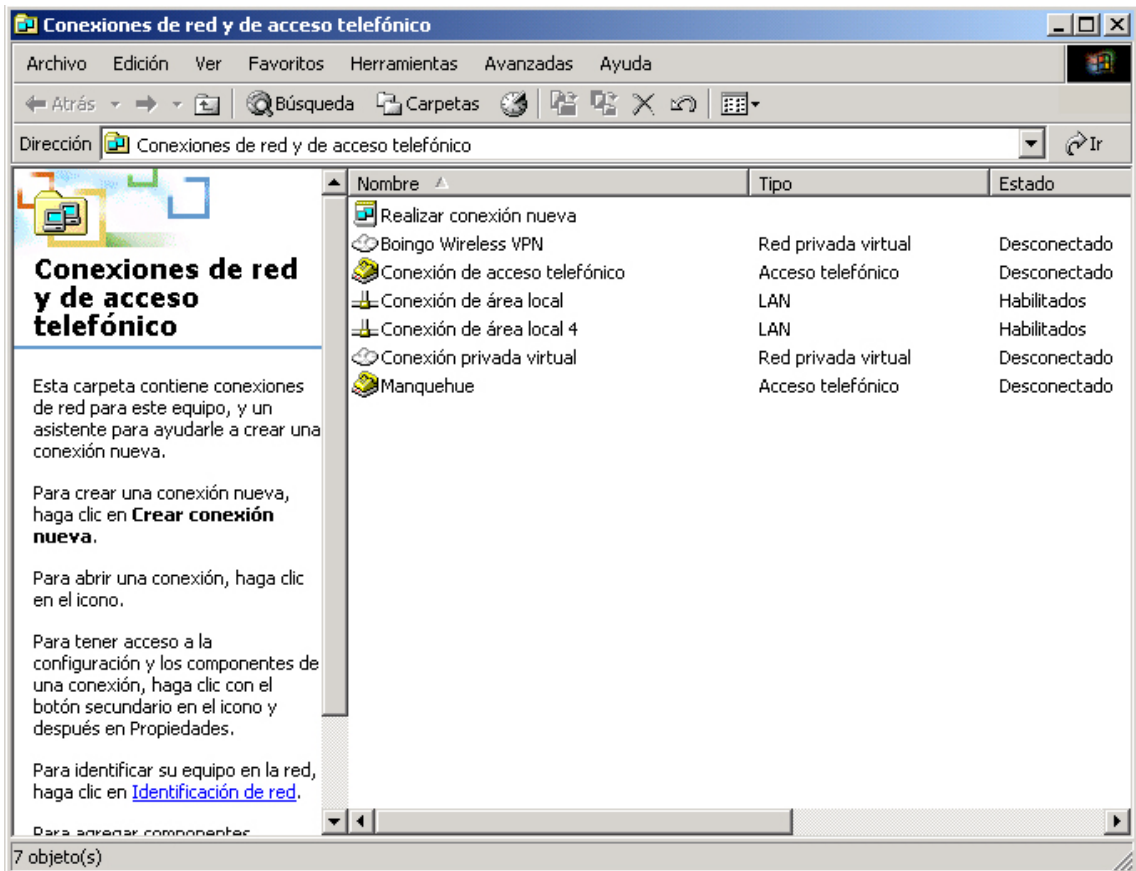 Conexiones de red y de acceso telefónico
Archivo Edición Ver Favoritos Herramientas Avanzadas Ayuda
Atrás Búsqueda Carpetas
Dirección Conexiones de red y de acceso telefónico Ir
Conexiones de red
y de acceso
telefónico
Esta carpeta contiene conexiones
de red para este equipo, y un
asistente para ayudarle a crear una
conexión nueva.
Para crear una conexión nueva,
haga clic en Crear conexión
nueva.
Para abrir una conexión, haga clic
en el icono.
Para tener acceso a la
configuración y los componentes de
una conexión, haga clic con el
botón secundario en el icono y
después en Propiedades.
Para identificar su equipo en la red,
haga clic en Identificación de red.
Para agregar componentes
Nombre Tipo Estado
Realizar conexión nueva
Boingo Wireless VPN Red privada virtual Desconectado
Conexión de acceso telefónico Acceso telefónico Desconectado
Conexión de área local LAN Habilitados
Conexión de área local 4 LAN Habilitados
Conexión privada virtual Red privada virtual Desconectado
Manquehue Acceso telefónico Desconectado
7 objeto(s)